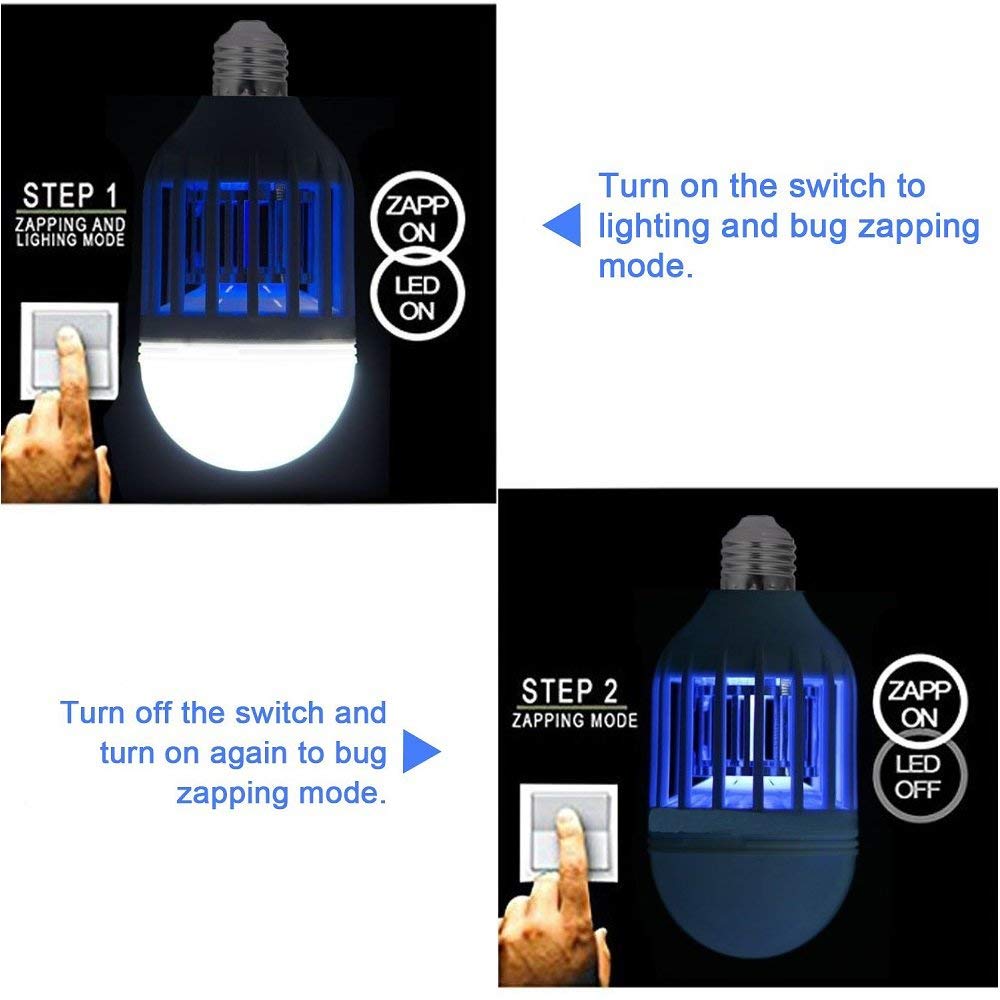 STEP 1
ZAPPING AND
LIGHING MODE
ZAPP
ON
LED
ON
Turn on the switch to
lighting and bug zapping
mode.
Turn off the switch and
turn on again to bug
zapping mode.
STEP 2
ZAPPING MODE
ZAPP
ON
LED
OFF